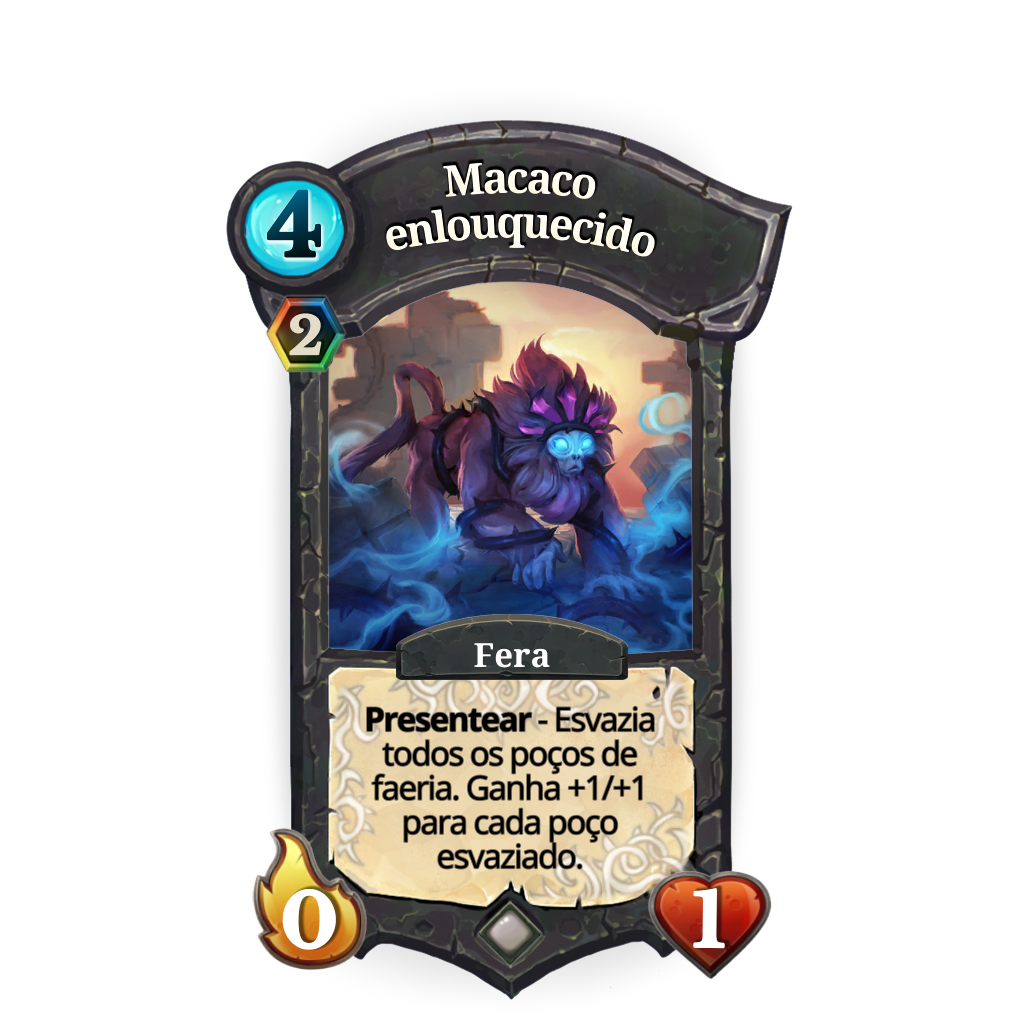 Macaco
enlouquecido
4
2
Fera
Presentear - Esvazia
todos os poços de
faeria. Ganha +1/+1
para cada poço
esvaziado.
0
1